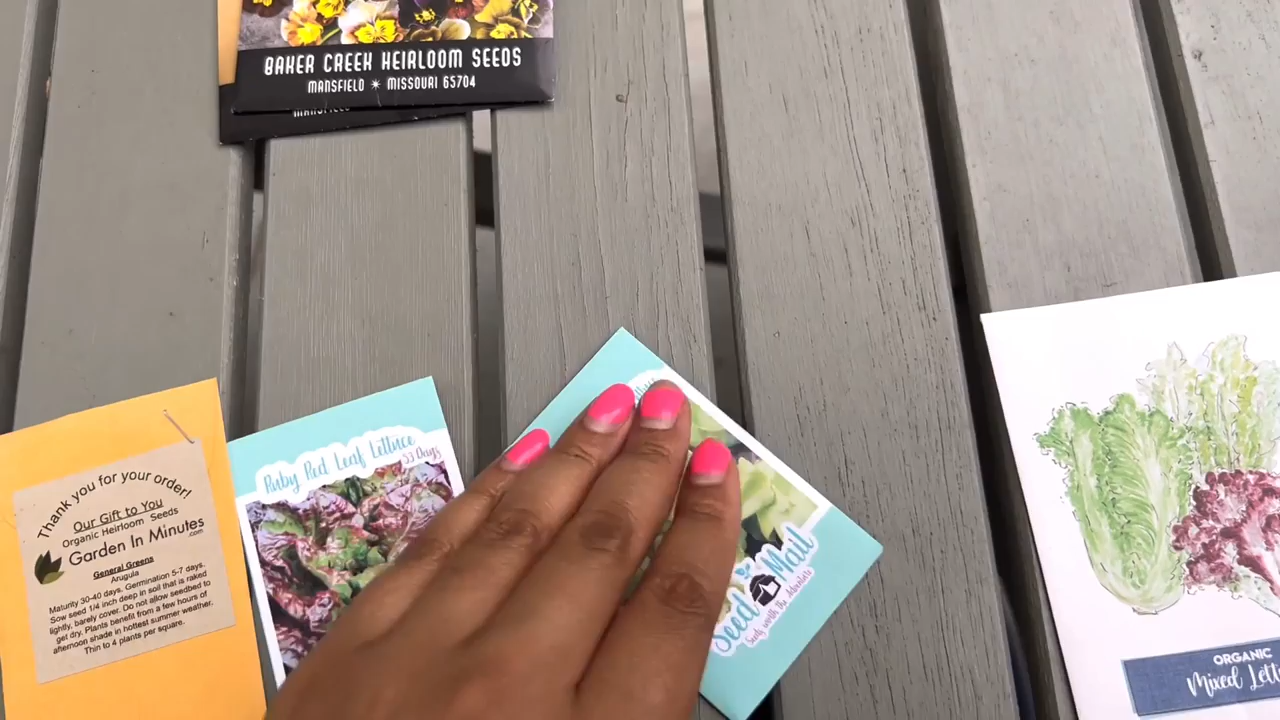 BAKER CREEK HEIRLOOM SEEDS
MANSFIELD * MISSOURI 65704
MANSFIELD
Thank you for your order!
Our Gift to You
Organic Heirloom Seeds
Garden In Minutes
.com
General Greens
Arugula
Maturity 30-40 days. Germination 5-7 days.
Sow seed 1/4 inch deep in soil that is raked
lightly, barely cover. Do not allow seedbed to
get dry. Plants benefit from a few hours of
afternoon shade in hottest summer weather.
Thin to 4 plants per square.
Ruby Red Leaf Lettuce
53 Days
Seed Mail
Seeds worth the Adventure
ORGANIC
Mixed